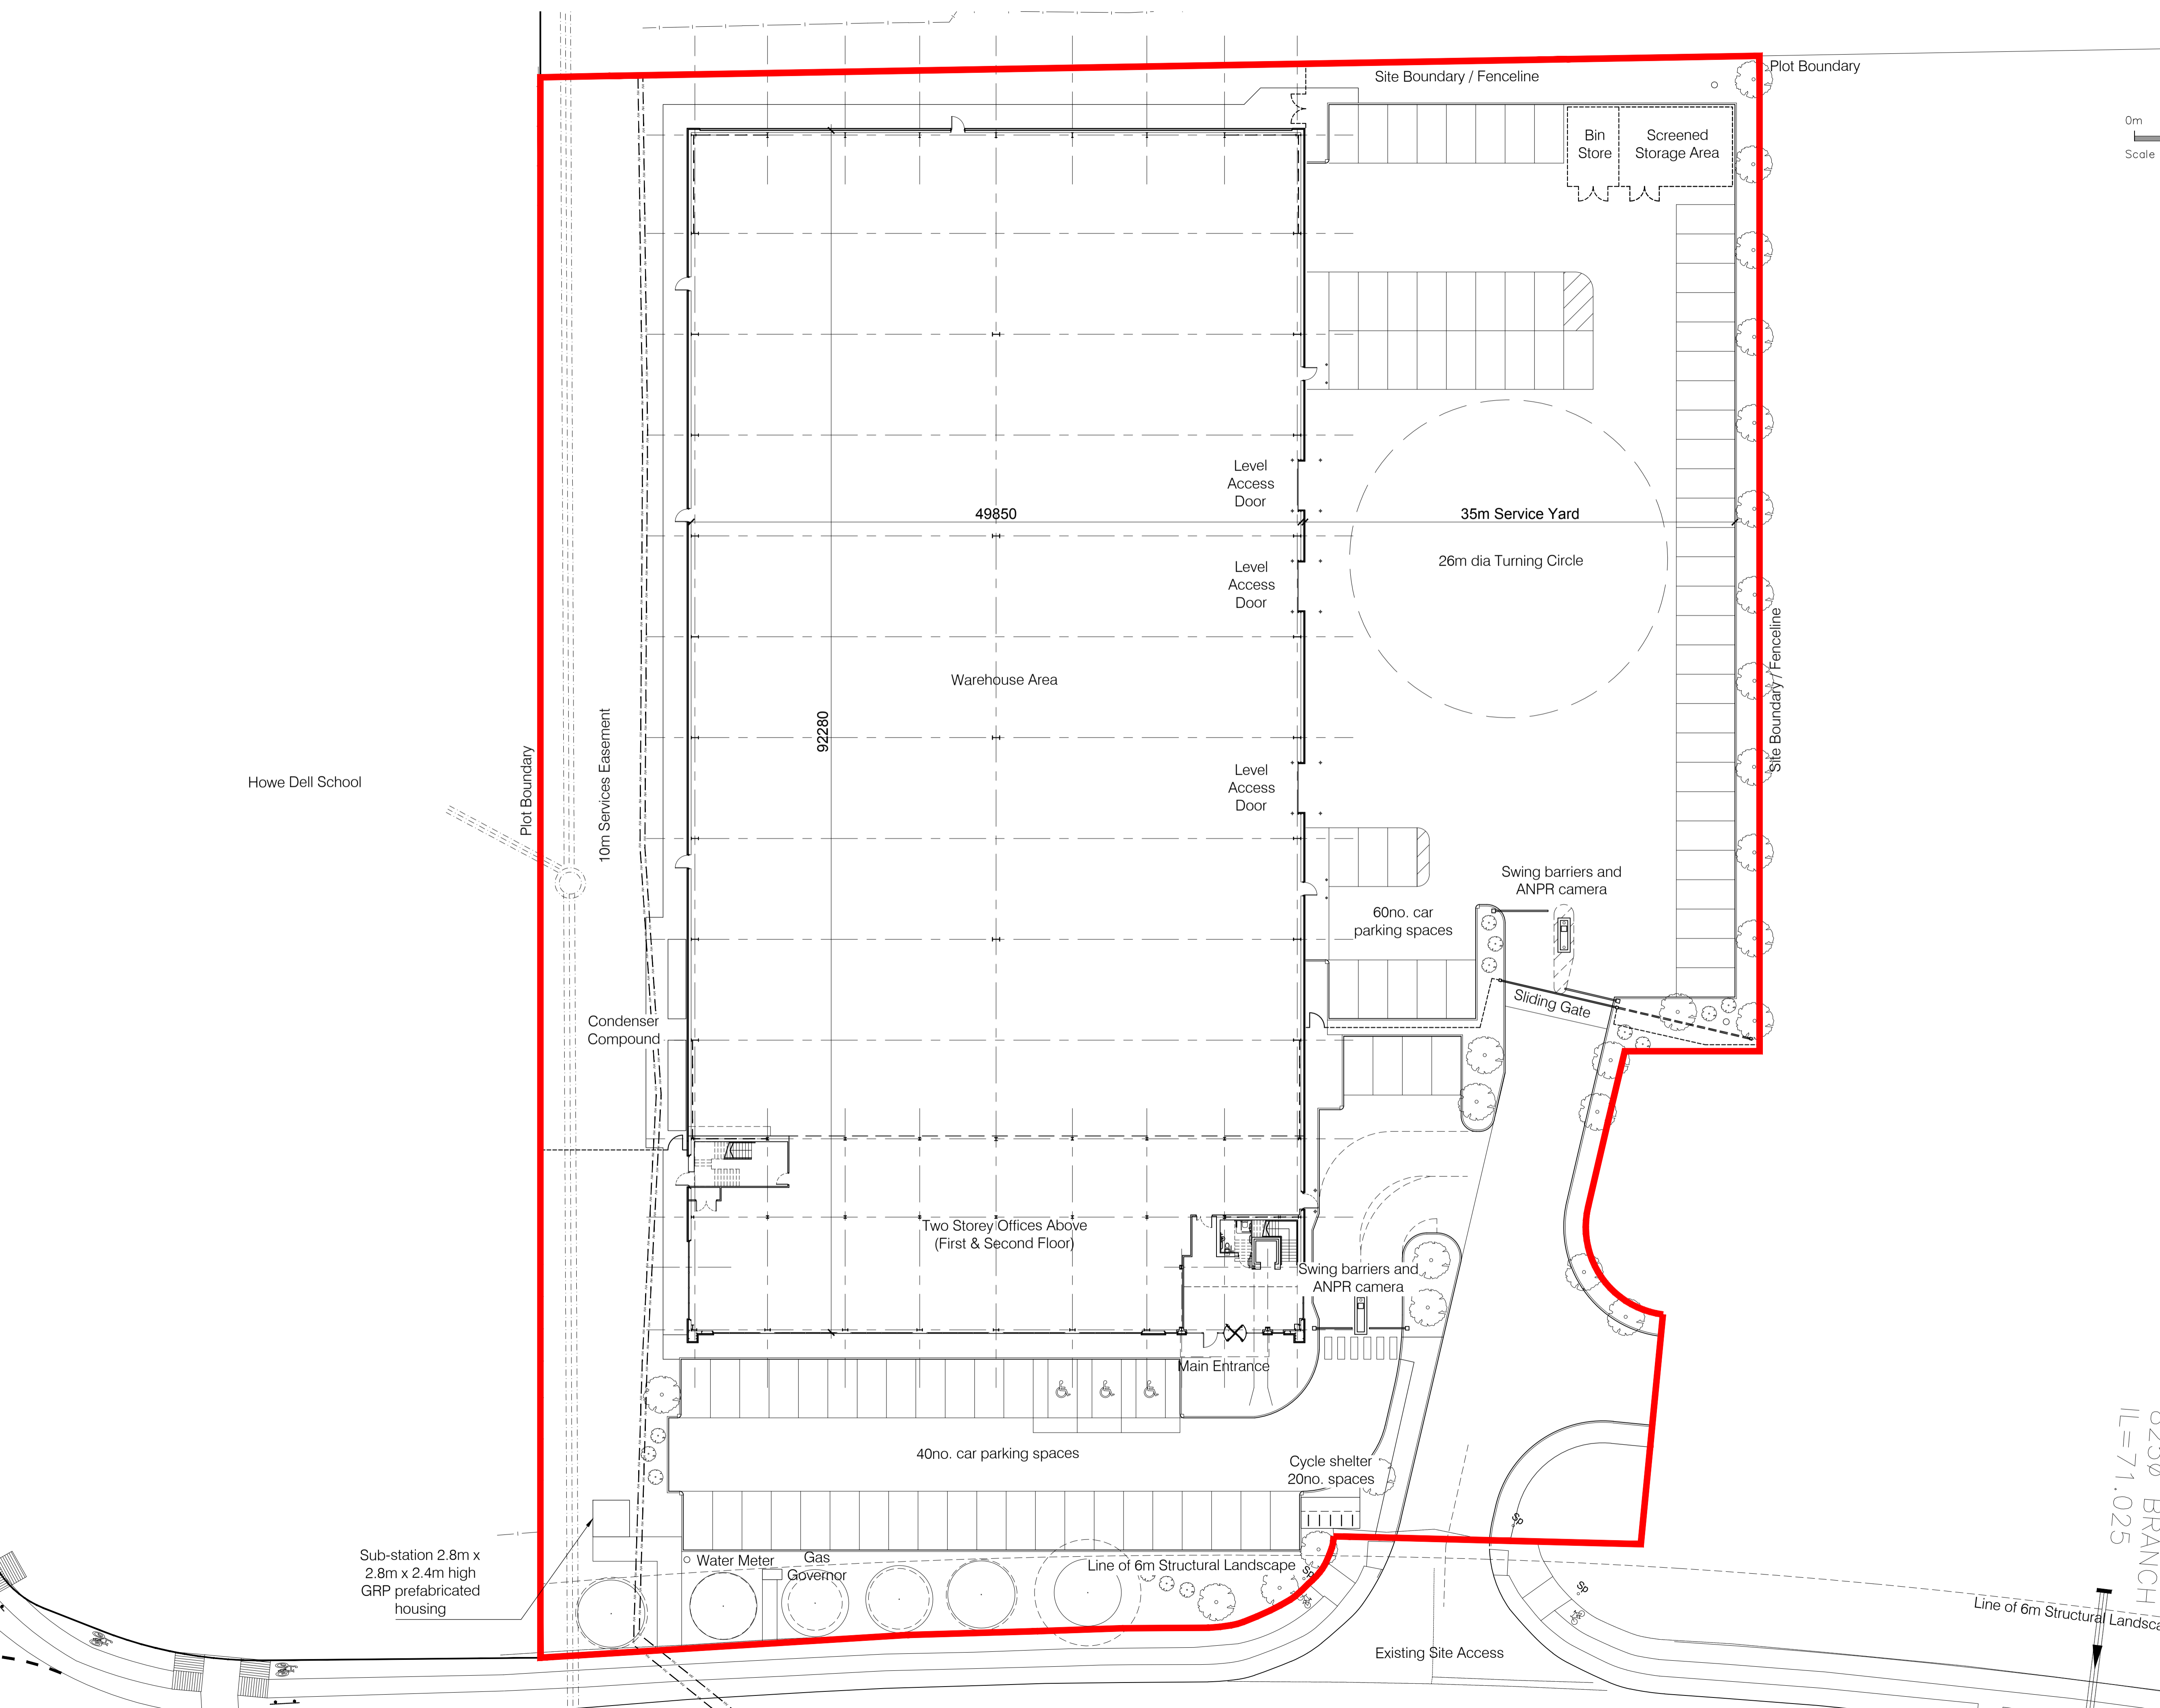 Plot Boundary
Site Boundary / Fenceline
0m
Scale
Bin
Store
Screened
Storage Area
Level
Access
Door
49850
35m Service Yard
26m dia Turning Circle
Level
Access
Door
Warehouse Area
92280
Site Boundary / Fenceline
Plot Boundary
10m Services Easement
Howe Dell School
Level
Access
Door
Swing barriers and
ANPR camera
60no. car
parking spaces
Sliding Gate
Condenser
Compound
Two Storey Offices Above
(First & Second Floor)
Swing barriers and
ANPR camera
Main Entrance
40no. car parking spaces
Cycle shelter
20no. spaces
BRANCH
IL=71.025
Sub-station 2.8m x
2.8m x 2.4m high
GRP prefabricated
housing
Water Meter
Gas
Governor
Line of 6m Structural Landscape
Sp
Sp
Sp
Line of 6m Structural
Existing Site Access